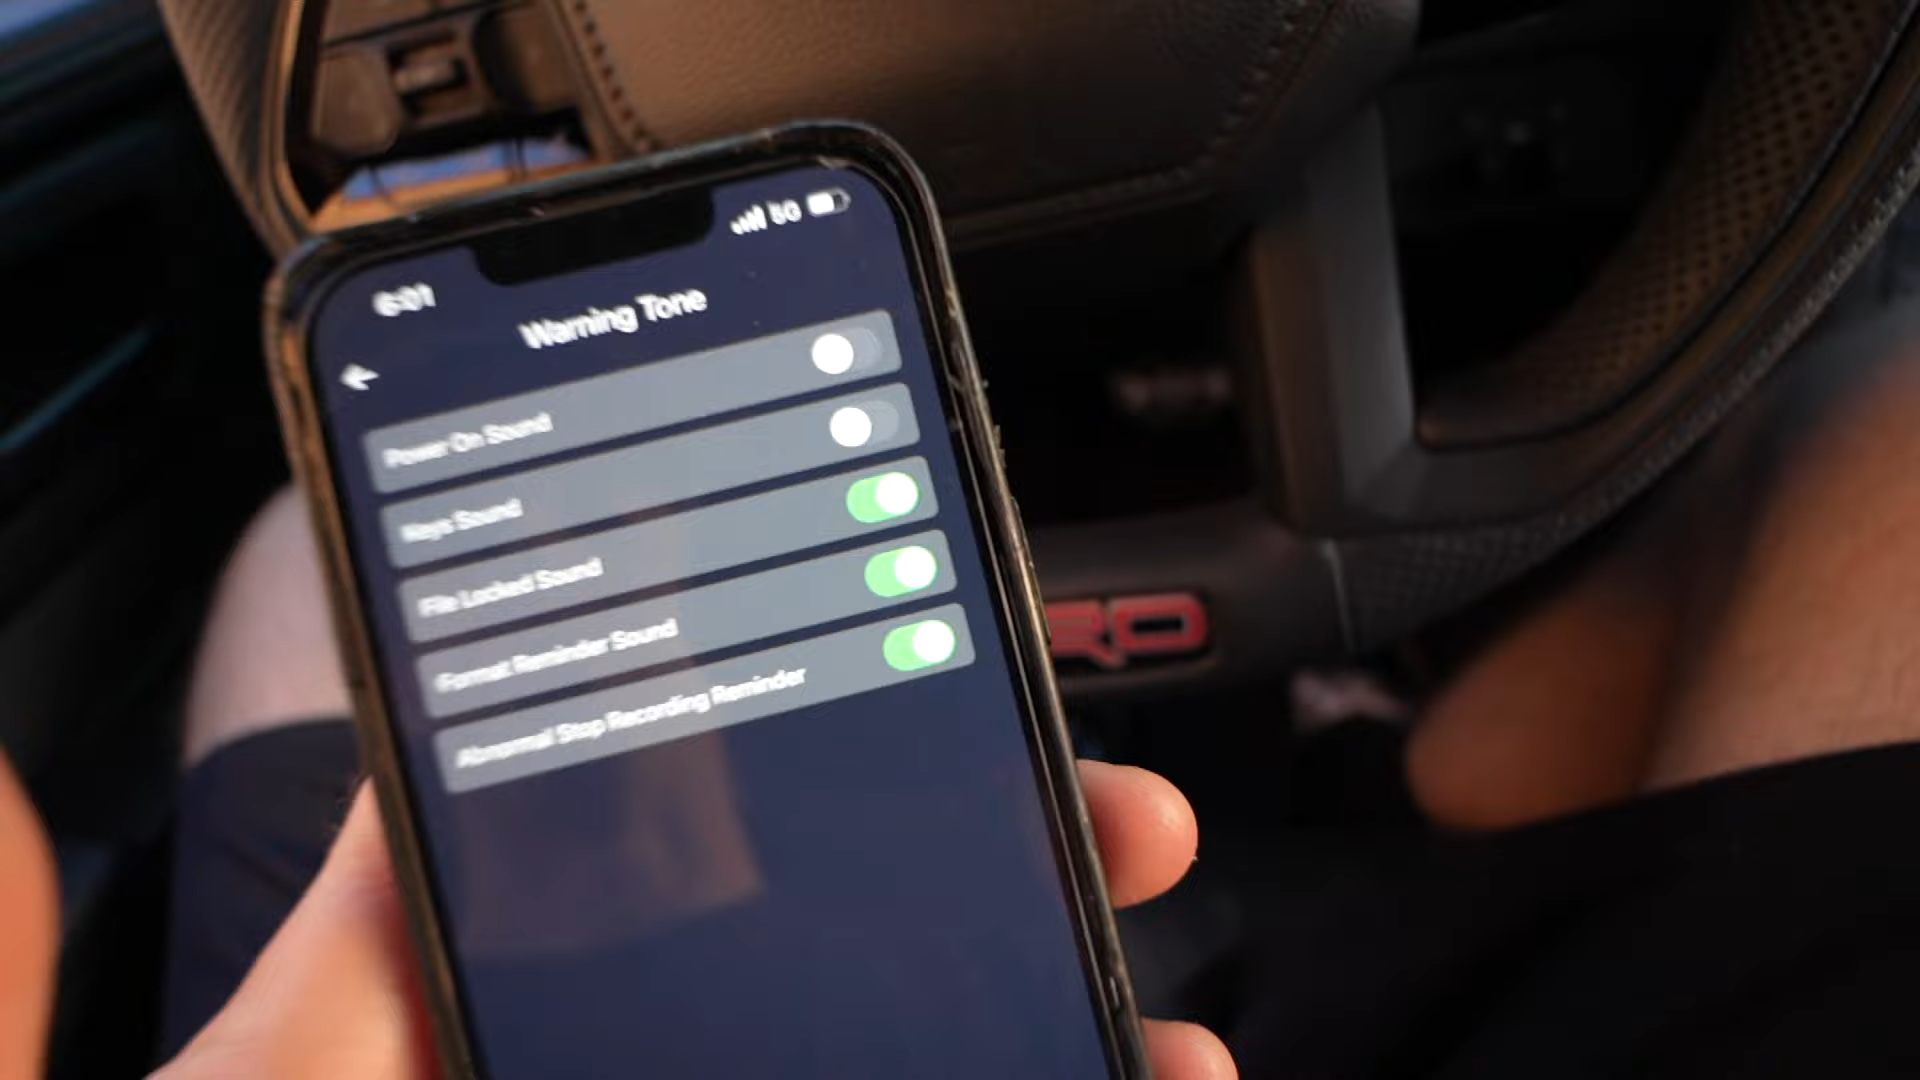 5G
6:01
Warning Tone
Power On Sound
Keys Sound
File Locked Sound
Format Reminder Sound
Abnormal Stop Recording Reminder
RD